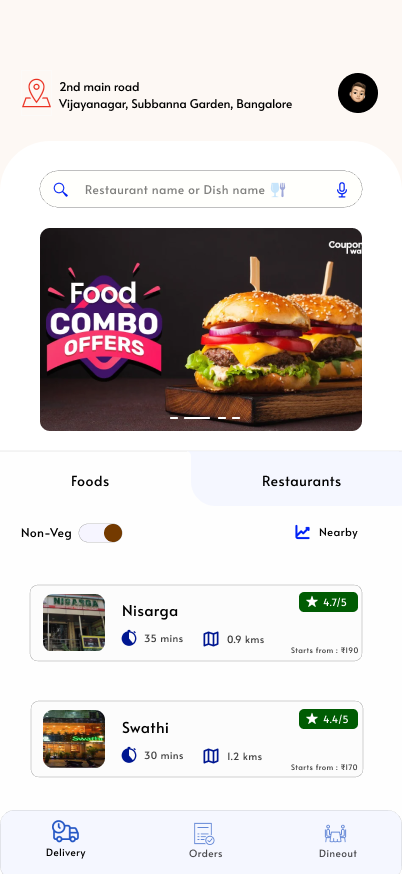 2nd main road
Vijayanagar, Subbanna Garden, Bangalore
Restaurant name or Dish name
Coupon
I wa
Food
COMBO
OFFERS
Foods
Restaurants
Non-Veg
Nearby
Nisarga
4.7/5
35 mins
0.9 kms
Starts from : ₹190
Swathi
4.4/5
30 mins
1.2 kms
Starts from : ₹170
Delivery
Orders
Dineout